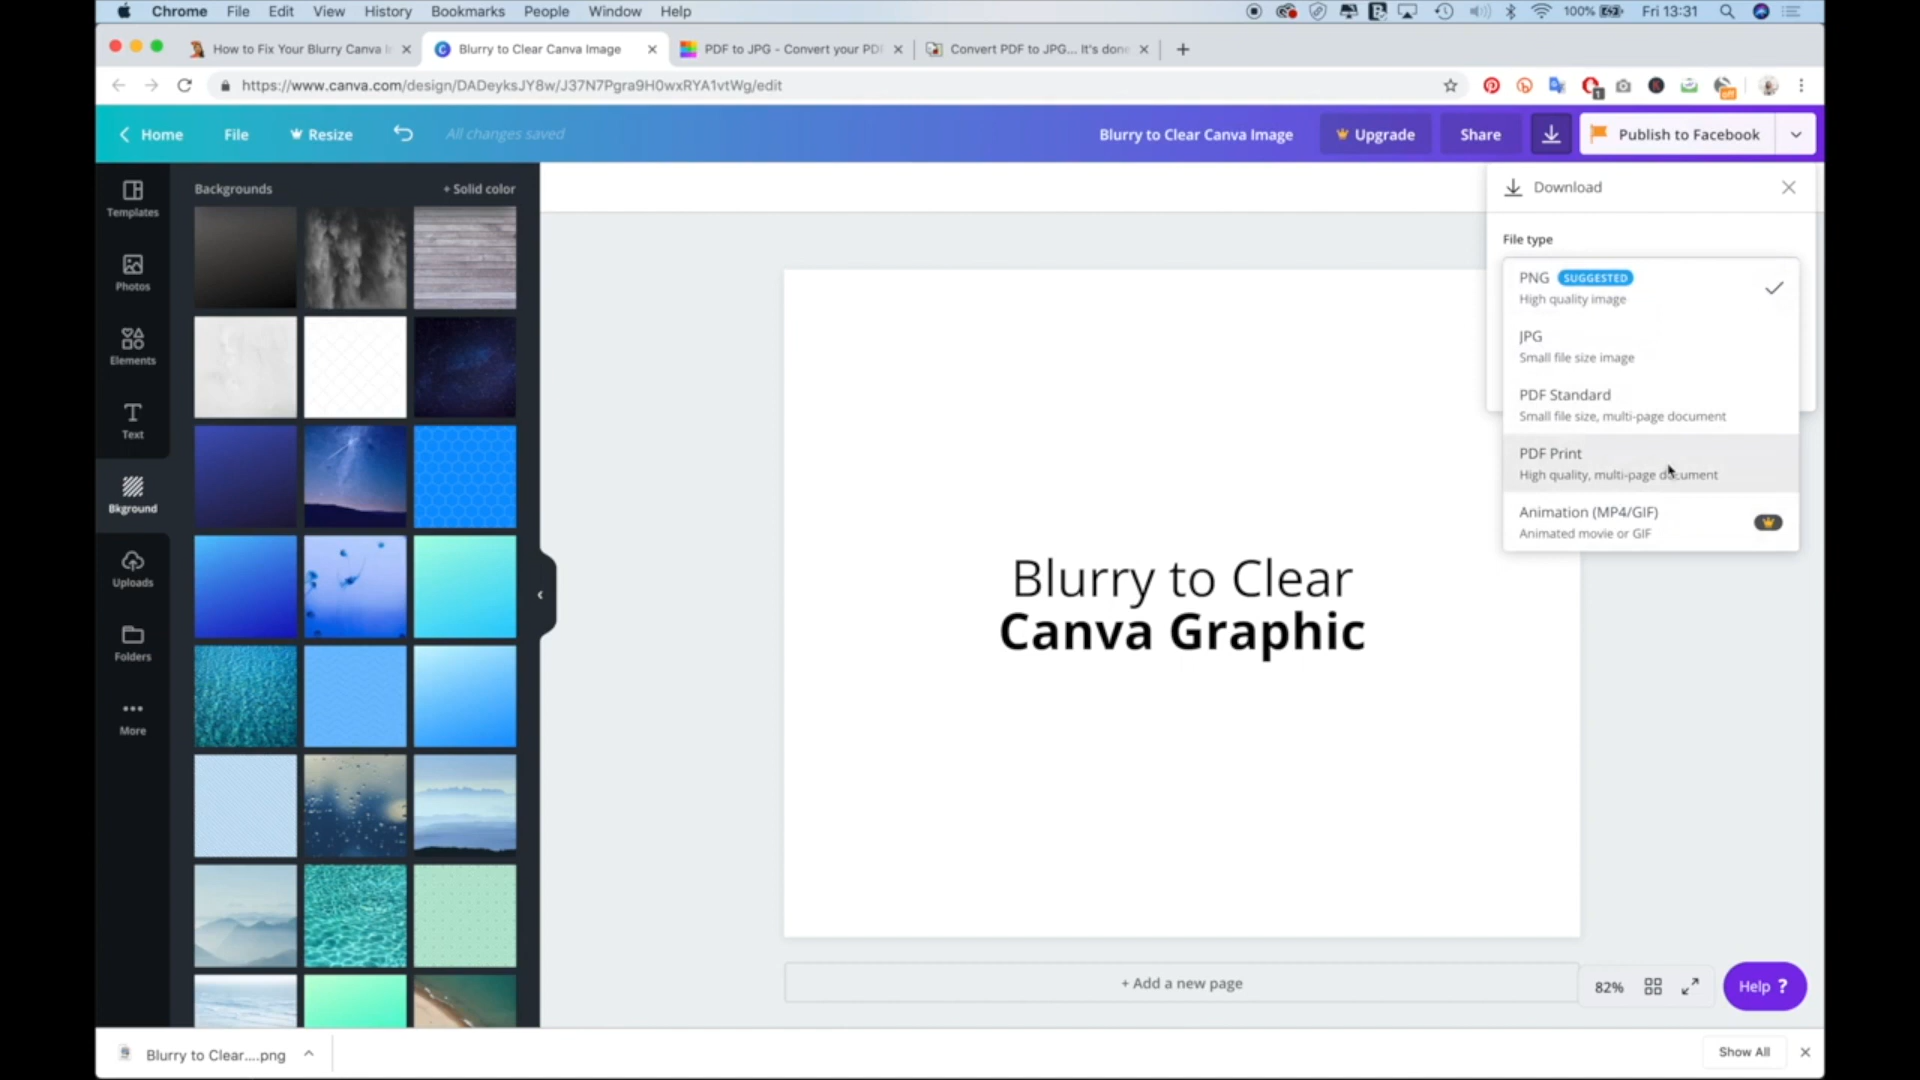 Chrome File Edit View History Bookmarks People Window Help 100% Fri 13:31
How to Fix Your Blurry Canva I Blurry to Clear Canva Image PDF to JPG - Convert your PDF Convert PDF to JPG... It's done
https://www.canva.com/design/DADeyksJY8w/J37N7Pgra9H0wxRYA1vtWg/edit
Home File Resize All changes saved Blurry to Clear Canva Image Upgrade Share Publish to Facebook
Templates
Photos
Elements
Text
Bkground
Uploads
Folders
More
Backgrounds + Solid color
Download
File type
PNG SUGGESTED
High quality image
JPG
Small file size image
PDF Standard
Small file size, multi-page document
PDF Print
High quality, multi-page document
Animation (MP4/GIF)
Animated movie or GIF
Blurry to Clear
Canva Graphic
+ Add a new page
82%
Help ?
Blurry to Clear....png
Show All